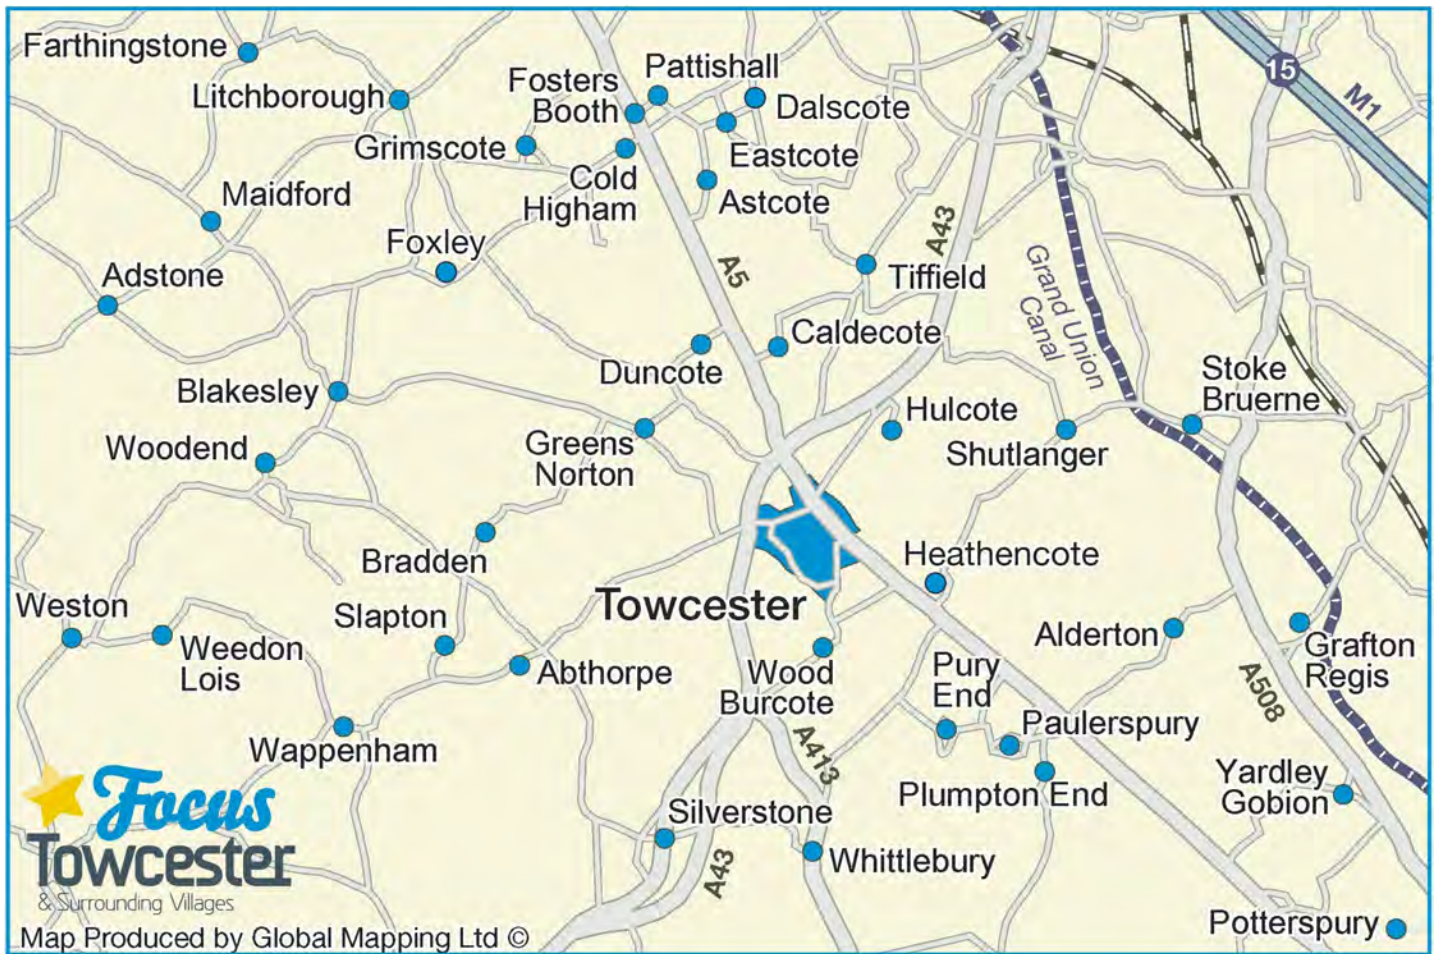 Farthingstone
Litchborough
Fosters
Booth
Pattishall
Dalscote
15
M1
Grimscote
Eastcote
Cold
Higham
Astcote
Maidford
Foxley
A5
A43
Tiffield
Grand Union
Canal
Adstone
Caldecote
Duncote
Stoke
Bruerne
Blakesley
Hulcote
Woodend
Greens
Norton
Shutlanger
Bradden
Heathencote
Weston
Slapton
Towcester
Alderton
Weedon
Lois
Abthorpe
Wood
Burcote
Pury
End
Grafton
Regis
A508
Wappenham
A413
Paulerspury
Plumpton End
Yardley
Gobion
Silverstone
A43
Whittlebury
Potterspury
Focus
Towcester
& Surrounding Villages
Map Produced by Global Mapping Ltd ©